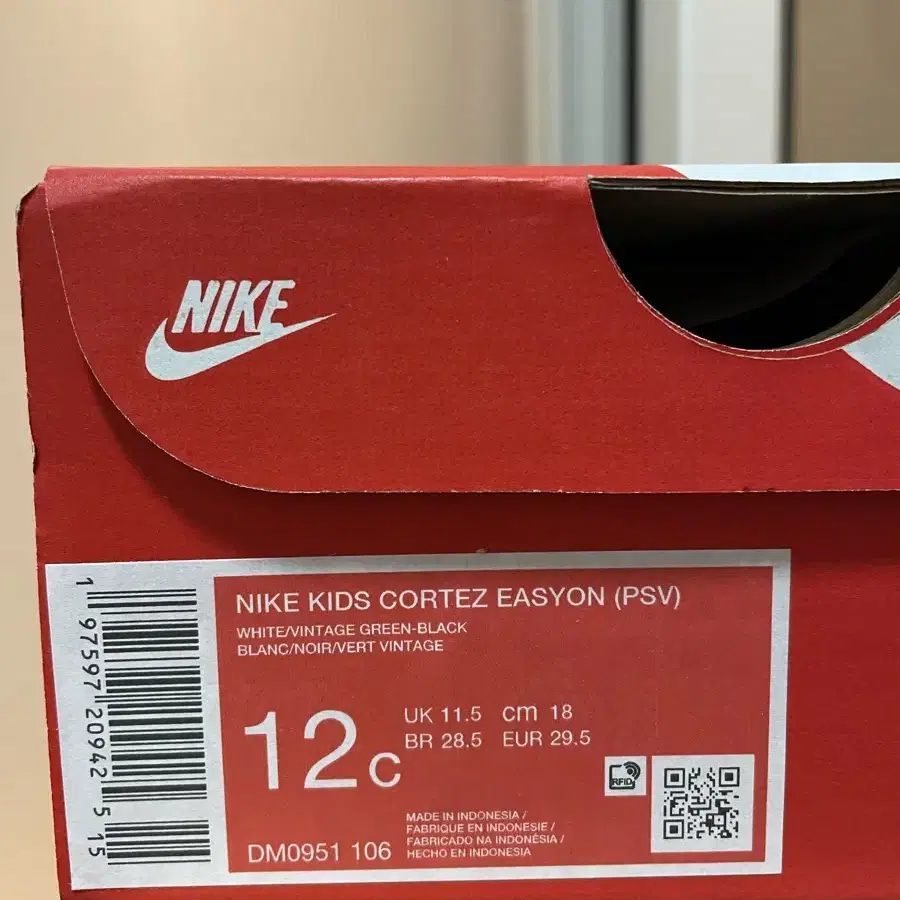 NIKE
NIKE KIDS CORTEZ EASYON (PSV)
WHITE/VINTAGE GREEN-BLACK
BLANC/NOIR/VERT VINTAGE
12C
UK 11.5 cm 18
BR 28.5 EUR 29.5
RFID
MADE IN INDONESIA /
FABRIQUE EN INDONESIE /
FABRICADO NA INDONÉSIA /
HECHO EN INDONESIA
DM0951 106
1 97597 20942 5 15